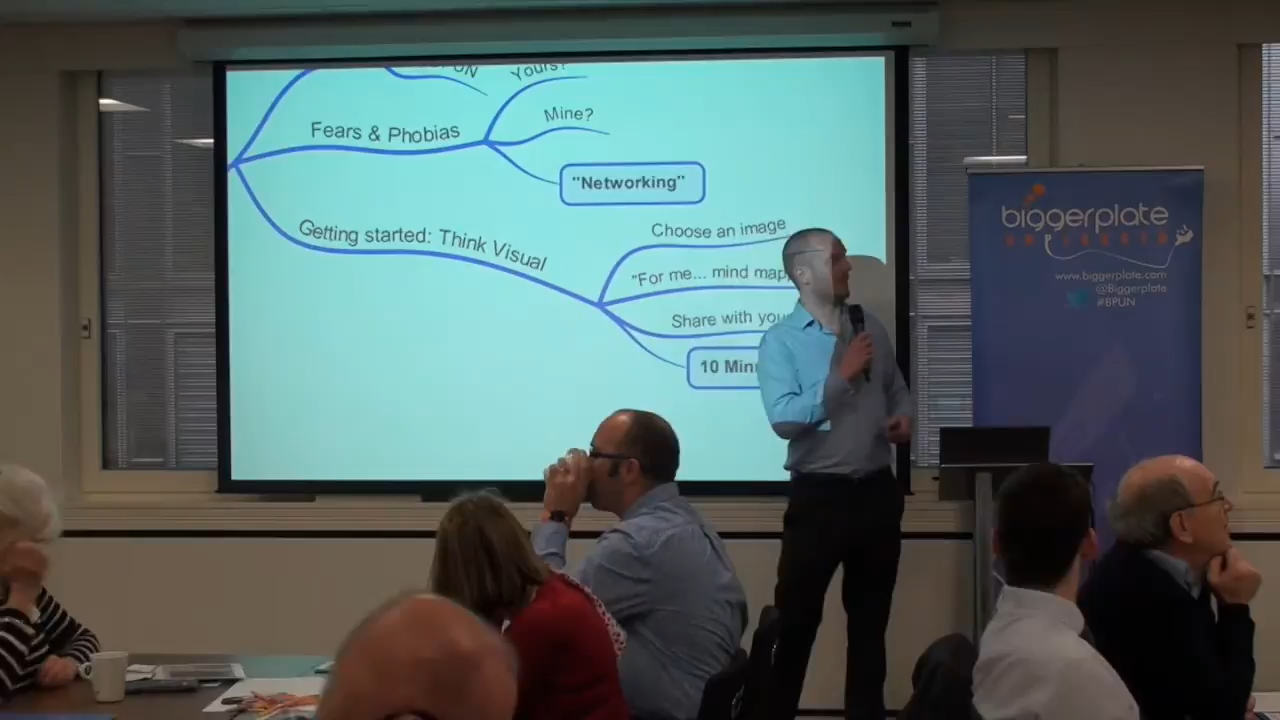 Yours?
Mine?
Fears & Phobias
"Networking"
Getting started: Think Visual
Choose an image
"For me... mind map
Share with you
10 Min
biggerplate
www.biggerplate.com
@Biggerplate
#BPUN